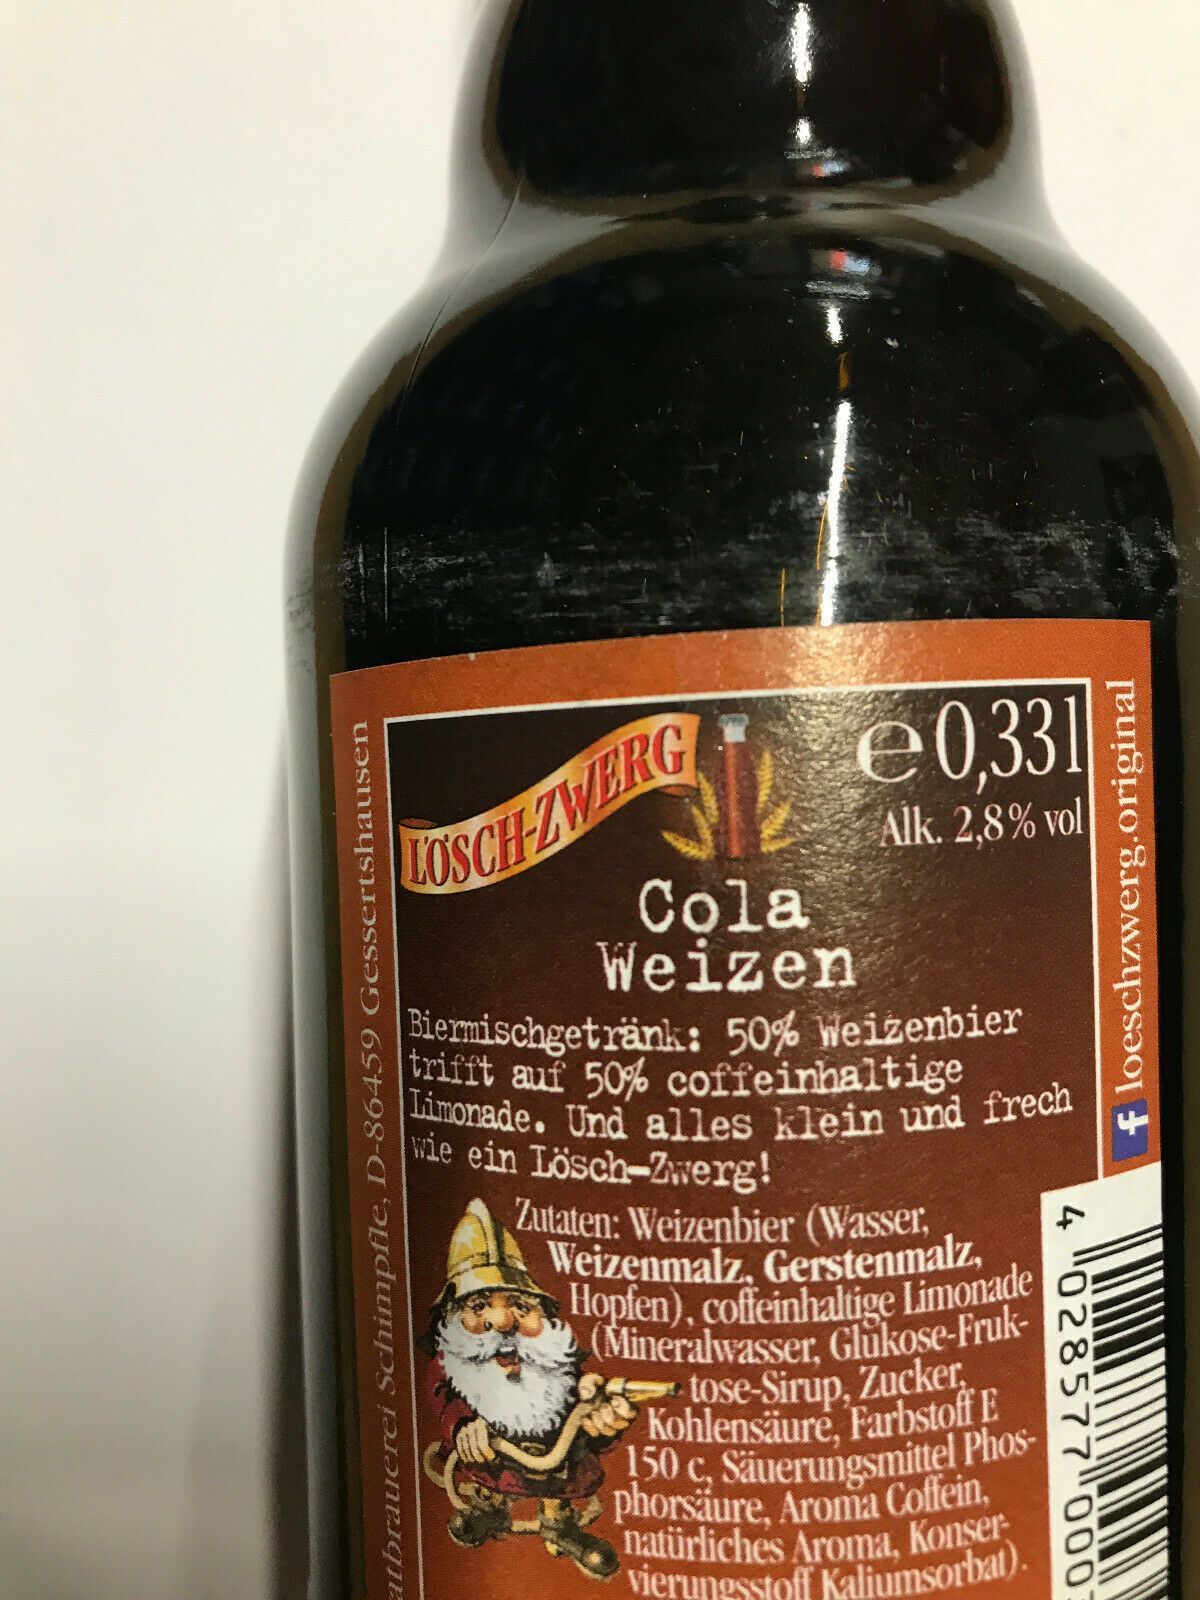 LÖSCH-ZWERG
℮ 0,33l
Alk. 2,8% vol
Cola
Weizen
Biermischgetränk: 50% Weizenbier
trifft auf 50% coffeinhaltige
Limonade. Und alles klein und frech
wie ein Lösch-Zwerg!
Zutaten: Weizenbier (Wasser,
Weizenmalz, Gerstenmalz,
Hopfen), coffeinhaltige Limonade
(Mineralwasser, Glukose-Fruk-
tose-Sirup, Zucker,
Kohlensäure, Farbstoff E
150 c, Säuerungsmittel Phos-
phorsäure, Aroma Coffein,
natürliches Aroma, Konser-
vierungsstoff Kaliumsorbat).
Schimpfle, D-86459 Gessertshausen
f loeschzwerg.original
4 028577 000